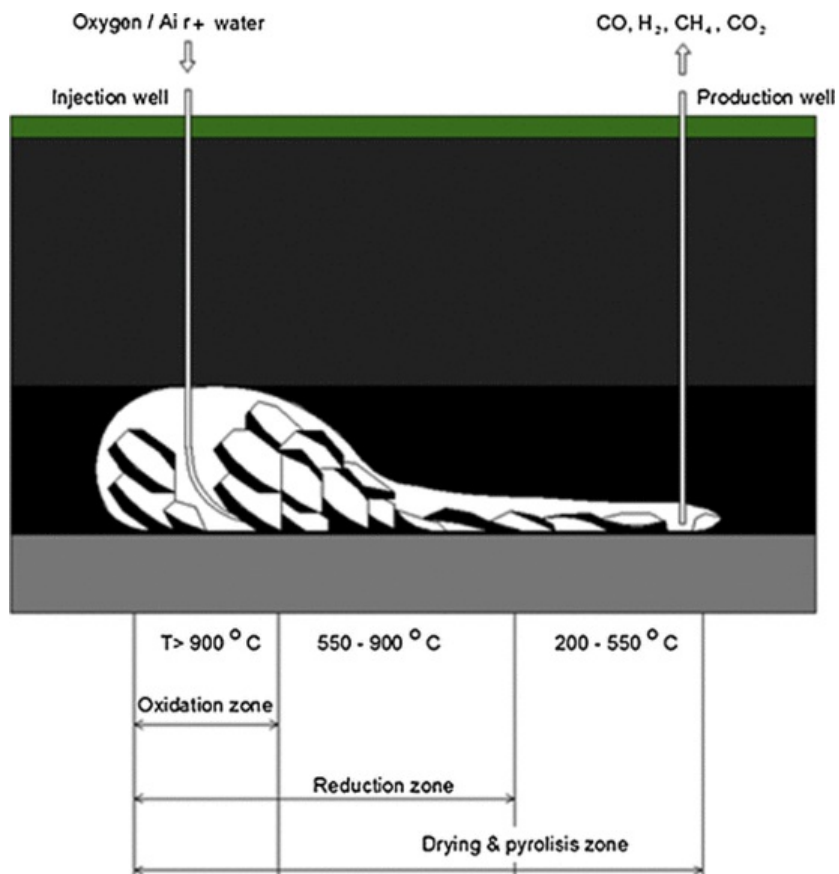 Oxygen / Air+ water
CO, H₂, CH₄, CO₂
Injection well
Production well
T> 900 °C
550 - 900 °C
200 - 550 °C
Oxidation zone
Reduction zone
Drying & pyrolisis zone